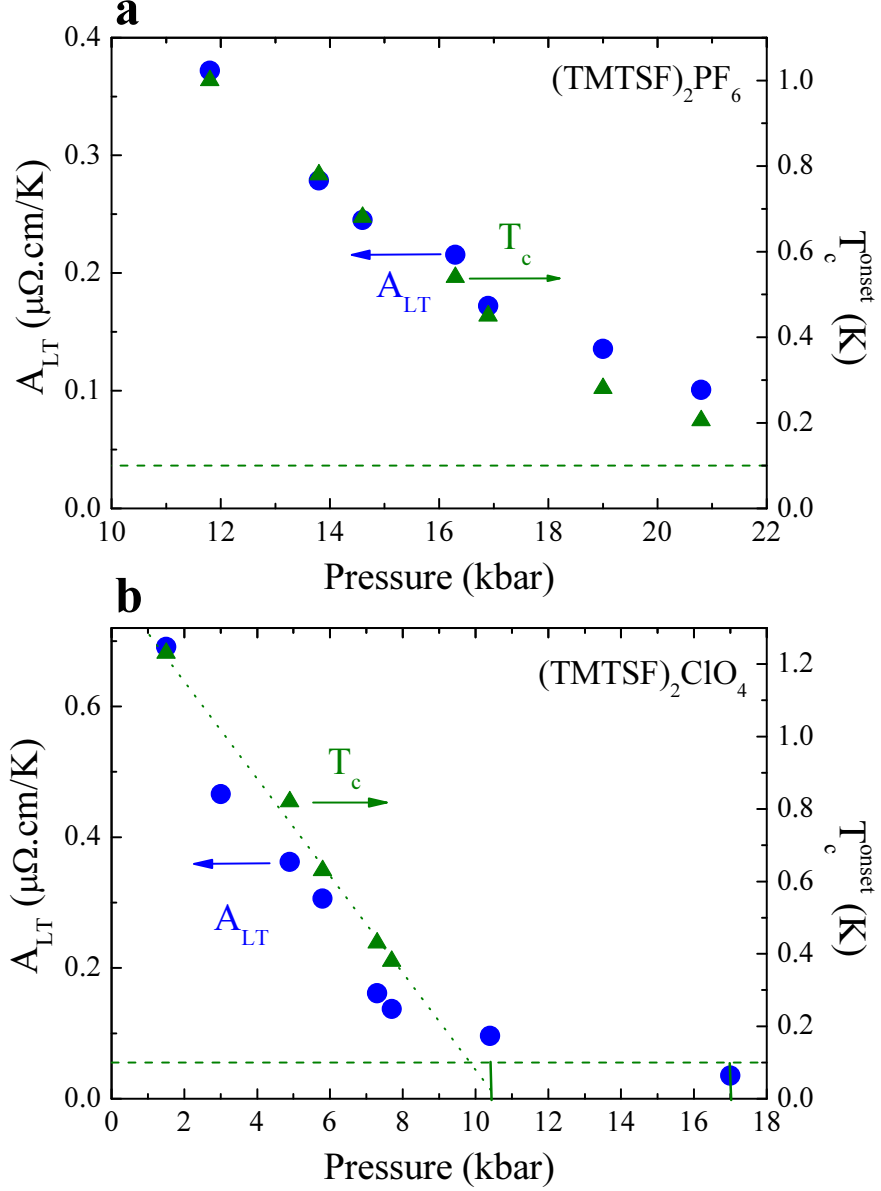 a
(TMTSF)₂PF₆
0.4
0.3
0.2
0.1
0.0
A_LT (μΩ.cm/K)
T_c
A_LT
1.0
0.8
0.6
0.4
0.2
0.0
T_c^onset (K)
10 12 14 16 18 20 22
Pressure (kbar)
b
(TMTSF)₂ClO₄
0.6
0.4
0.2
0.0
A_LT (μΩ.cm/K)
T_c
A_LT
1.2
1.0
0.8
0.6
0.4
0.2
0.0
T_c^onset (K)
0 2 4 6 8 10 12 14 16 18
Pressure (kbar)